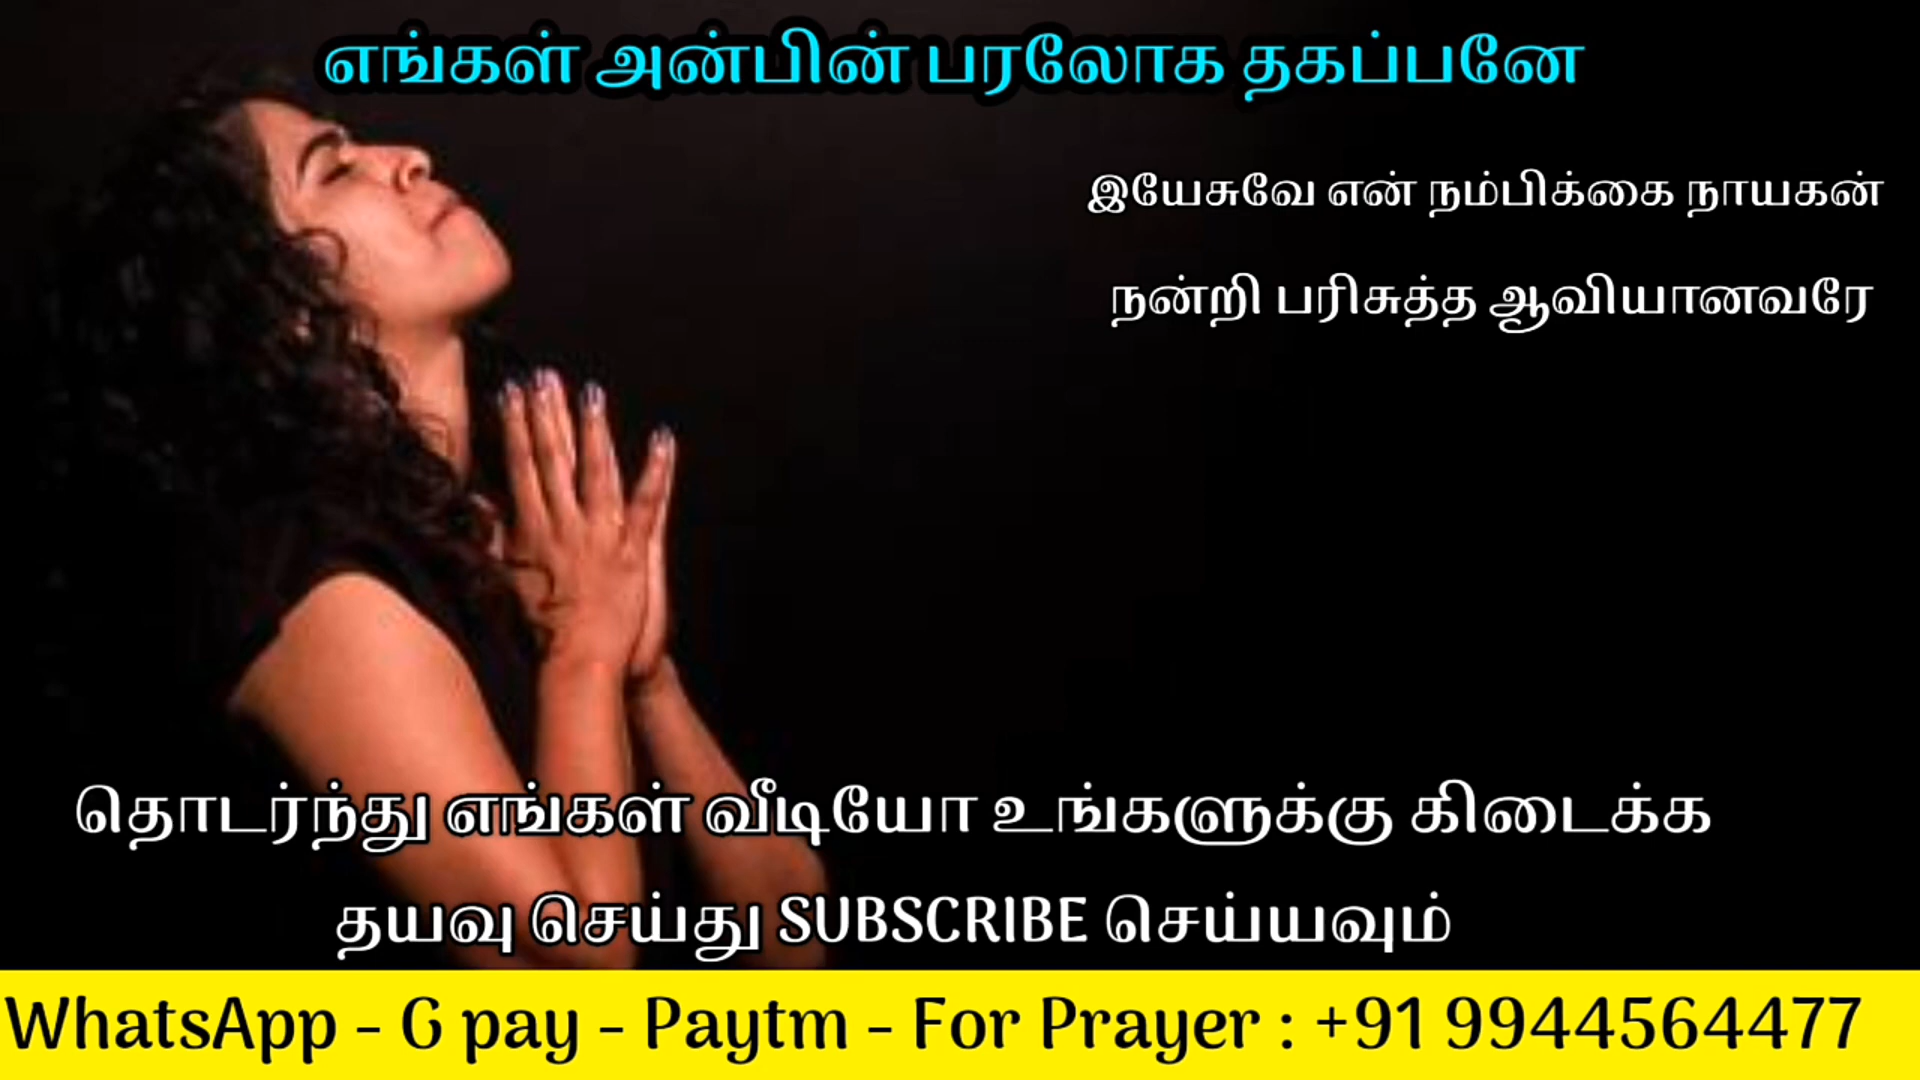 எங்கள் அன்பின் பரலோக தகப்பனே
இயேசுவே என் நம்பிக்கை நாயகன்
நன்றி பரிசுத்த ஆவியானவரே
தொடர்ந்து எங்கள் வீடியோ உங்களுக்கு கிடைக்க
தயவு செய்து SUBSCRIBE செய்யவும்
WhatsApp - G pay - Paytm - For Prayer : +91 9944564477